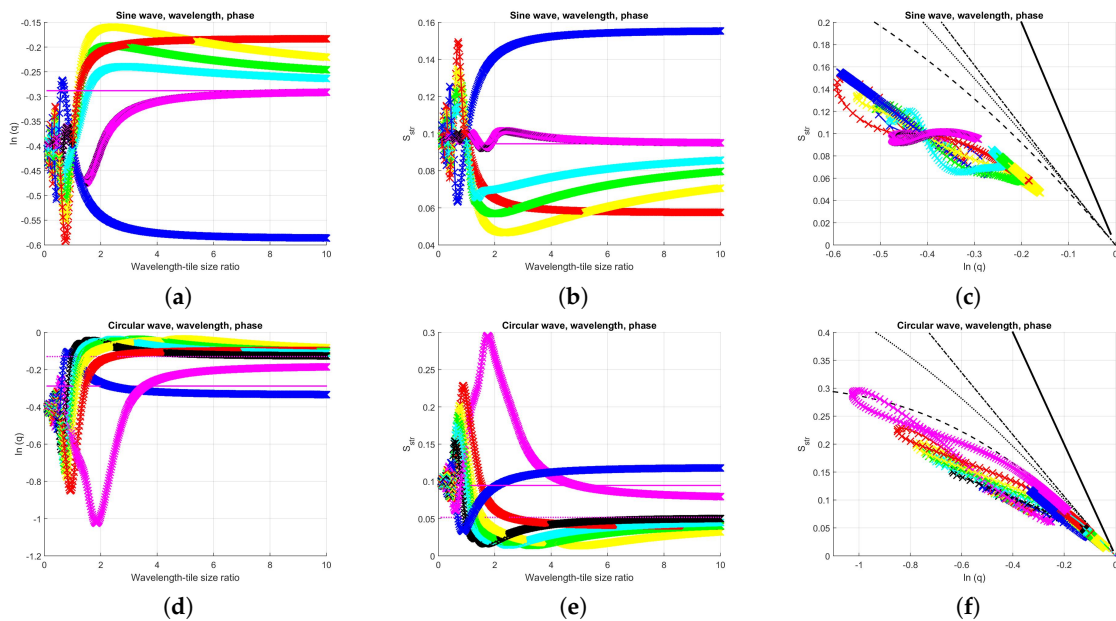 Sine wave, wavelength, phase
ln (q)
-0.15
-0.2
-0.25
-0.3
-0.35
-0.4
-0.45
-0.5
-0.55
-0.6
0 2 4 6 8 10
Wavelength-tile size ratio
(a)
Sine wave, wavelength, phase
S_str
0.16
0.14
0.12
0.1
0.08
0.06
0.04
0 2 4 6 8 10
Wavelength-tile size ratio
(b)
Sine wave, wavelength, phase
S_str
0.2
0.18
0.16
0.14
0.12
0.1
0.08
0.06
0.04
0.02
0
-0.6 -0.5 -0.4 -0.3 -0.2 -0.1 0
ln (q)
(c)
Circular wave, wavelength, phase
ln (q)
0
-0.2
-0.4
-0.6
-0.8
-1
-1.2
0 2 4 6 8 10
Wavelength-tile size ratio
(d)
Circular wave, wavelength, phase
S_str
0.3
0.25
0.2
0.15
0.1
0.05
0
0 2 4 6 8 10
Wavelength-tile size ratio
(e)
Circular wave, wavelength, phase
S_str
0.4
0.35
0.3
0.25
0.2
0.15
0.1
0.05
0
-1 -0.8 -0.6 -0.4 -0.2 0
ln (q)
(f)